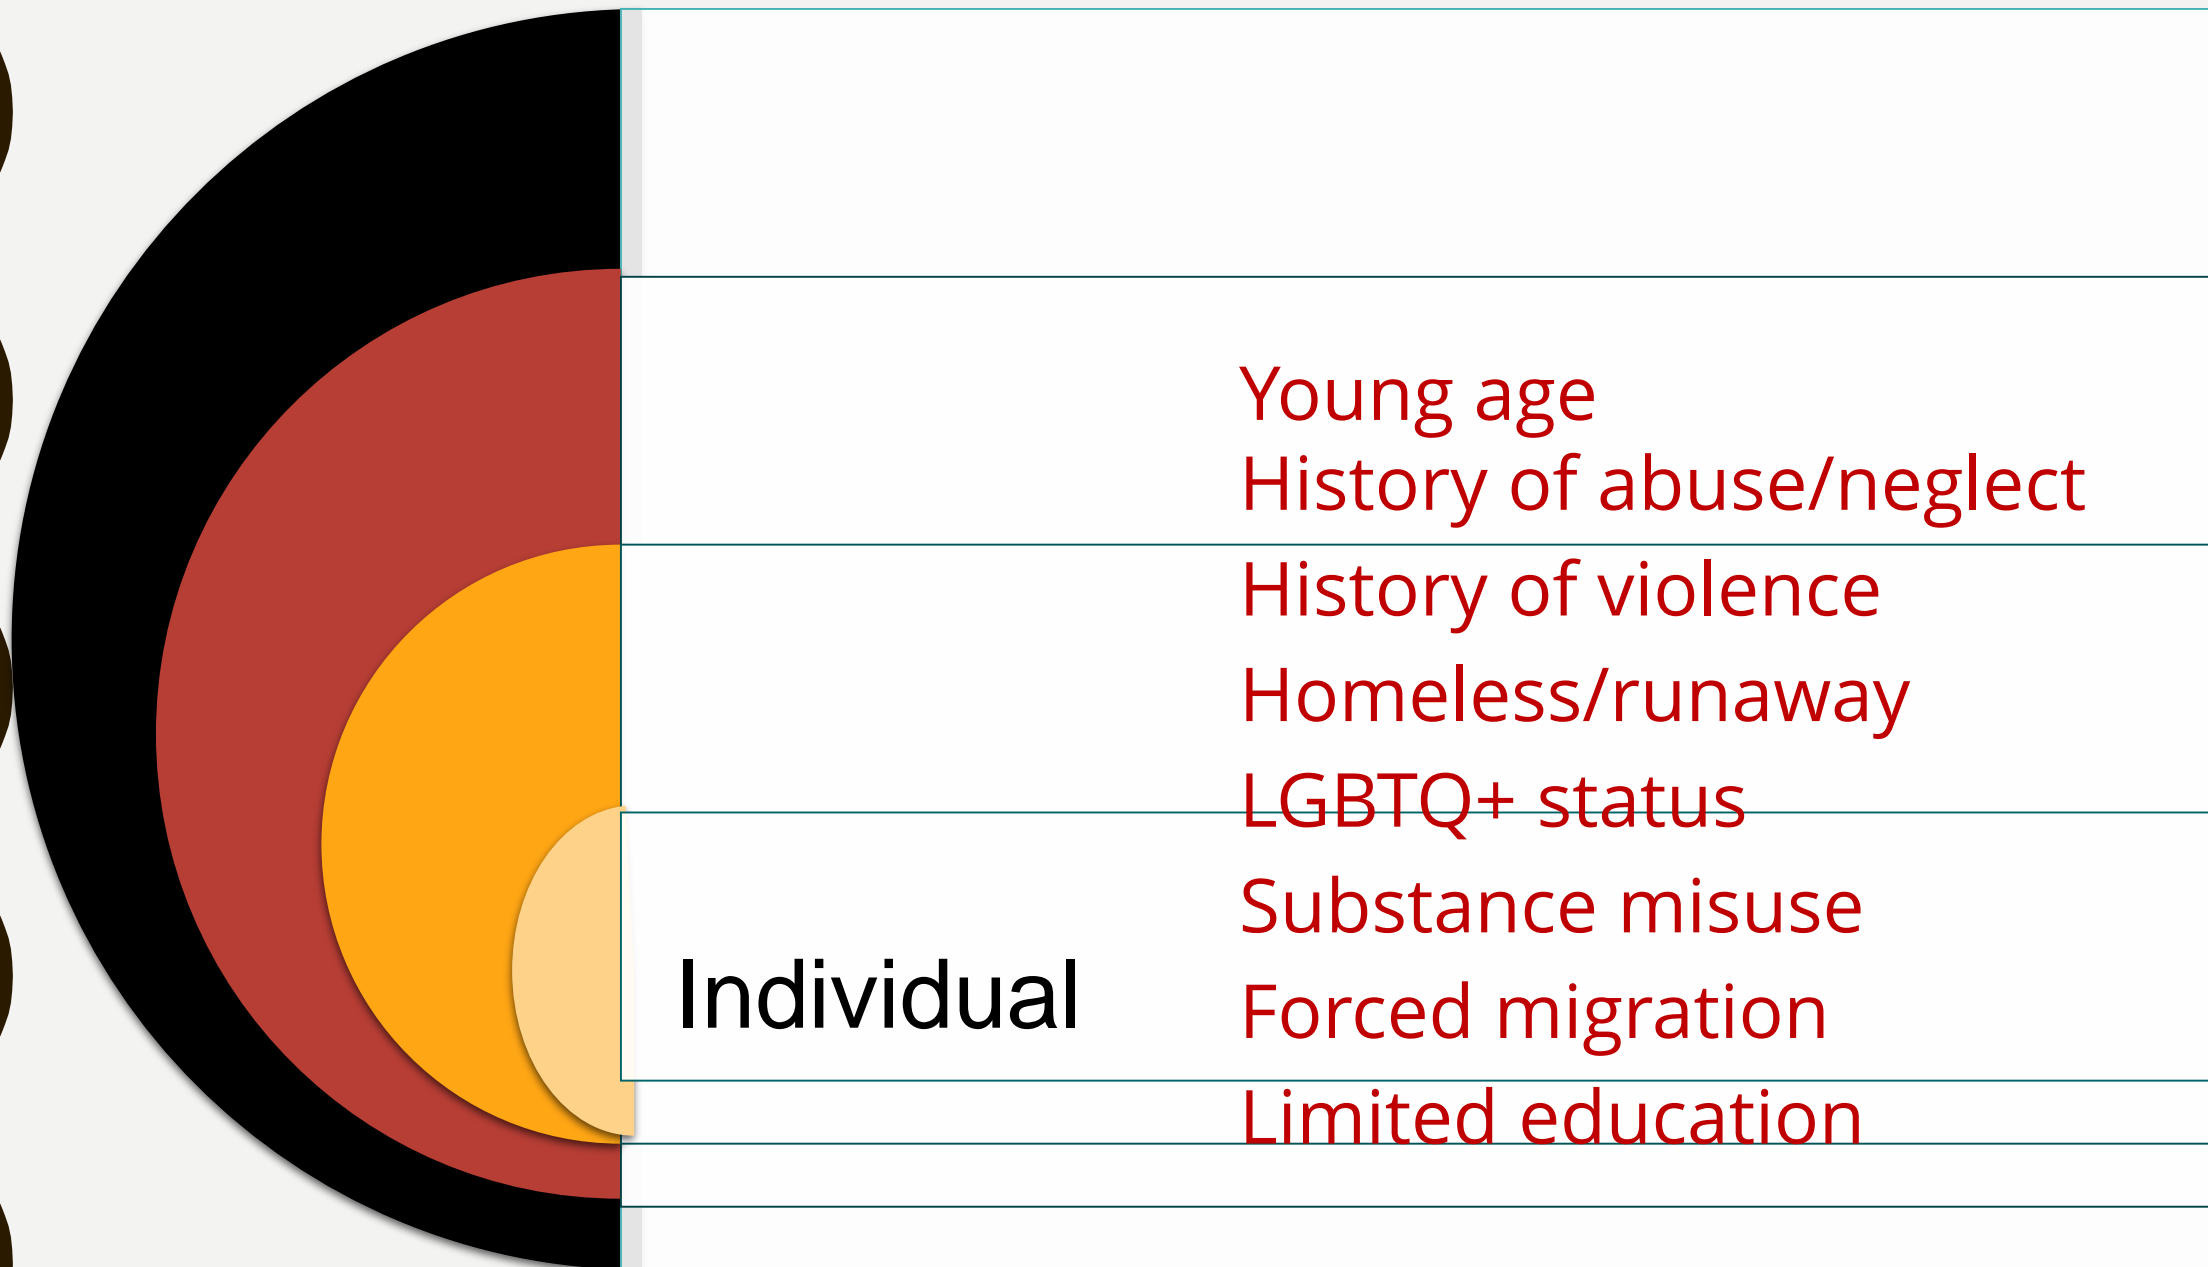 Young age
History of abuse/neglect
History of violence
Homeless/runaway
LGBTQ+ status
Substance misuse
Individual
Forced migration
Limited education